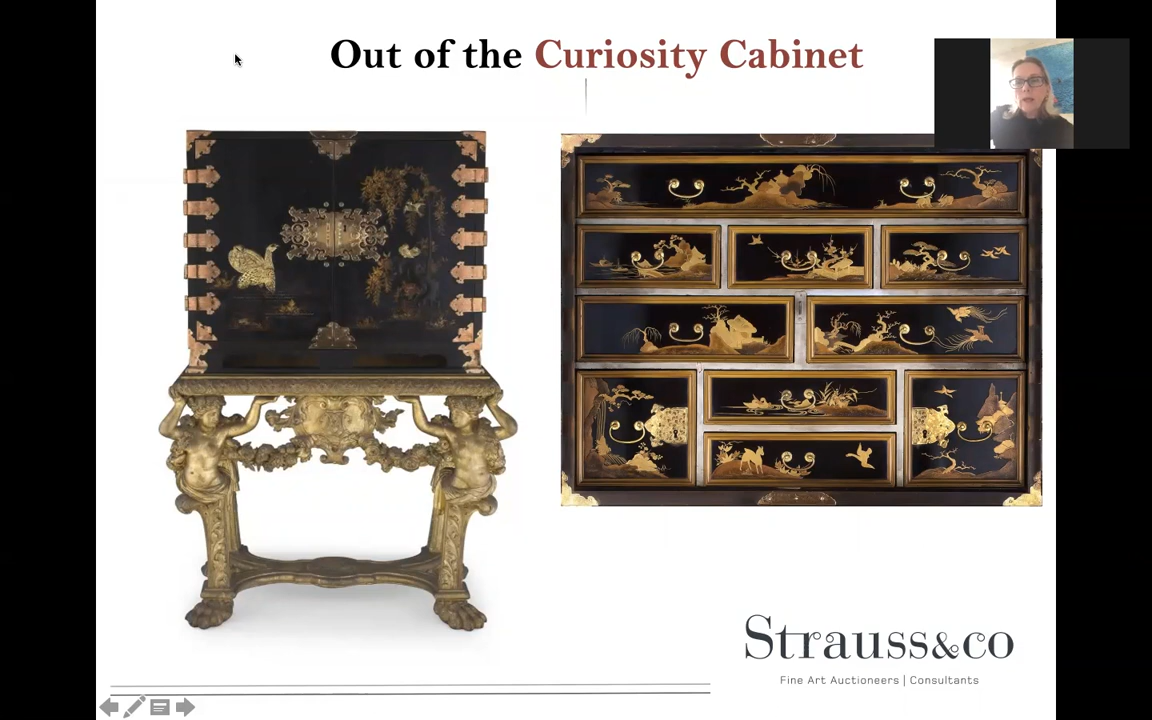 Out of the Curiosity Cabinet
Strauss&co
Fine Art Auctioneers | Consultants